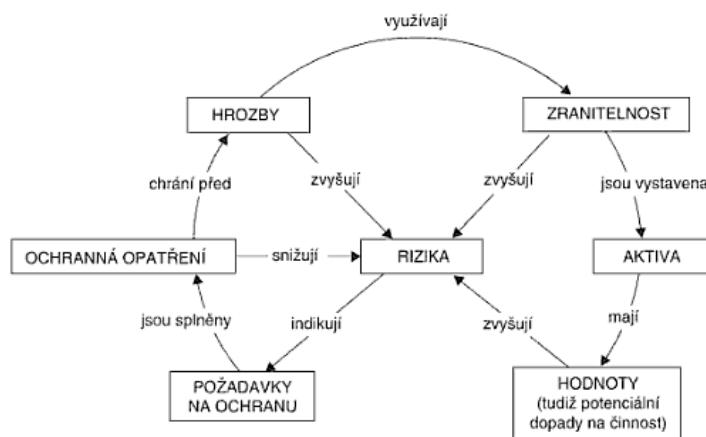 využívají
HROZBY
ZRANITELNOST
chrání před
zvyšují
zvyšují
jsou vystavena
OCHRANNÁ OPATŘENÍ
snižují
RIZIKA
AKTIVA
jsou splněny
indikují
zvyšují
mají
POŽADAVKY
NA OCHRANU
HODNOTY
(tudiž potenciální
dopady na činnost)